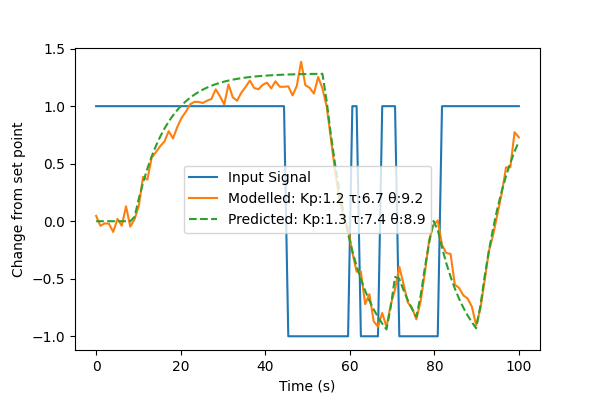 1.5
1.0
0.5
0.0
−0.5
−1.0
Change from set point
Input Signal
Modelled: Kp:1.2 τ:6.7 θ:9.2
Predicted: Kp:1.3 τ:7.4 θ:8.9
0 20 40 60 80 100
Time (s)